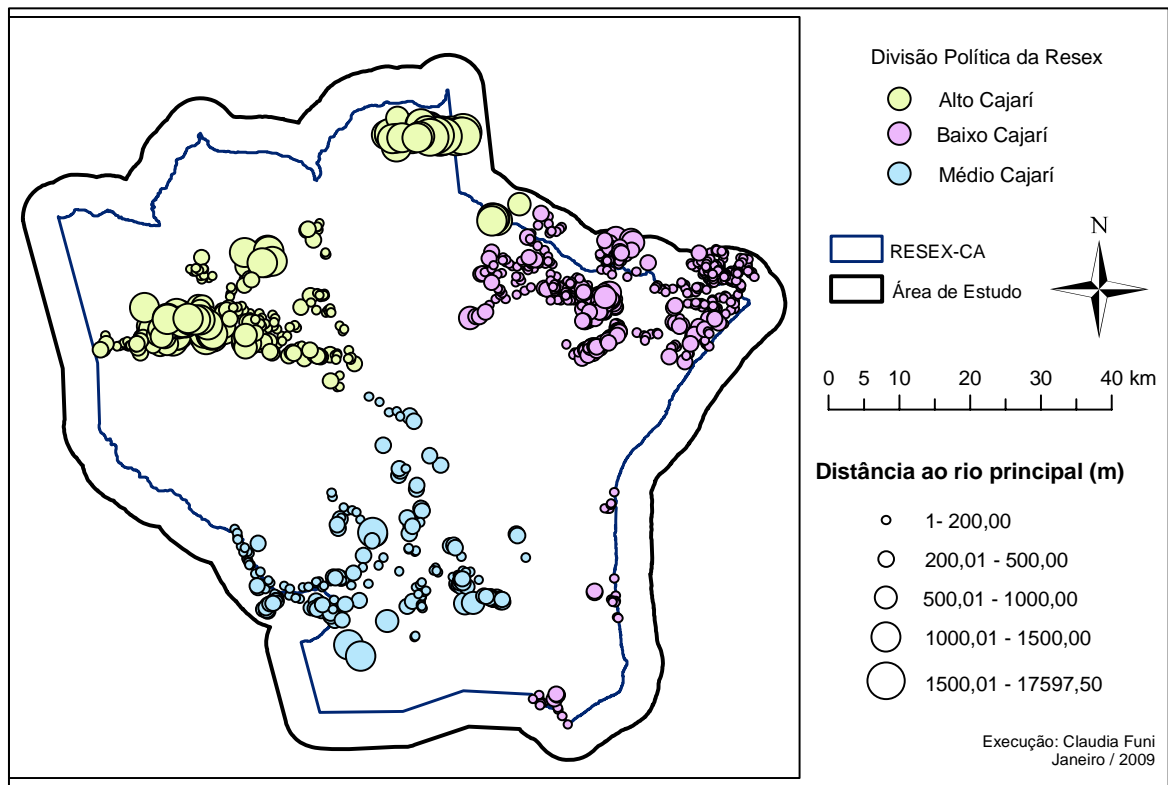 Divisão Política da Resex
Alto Cajarí
Baixo Cajarí
Médio Cajarí
N
RESEX-CA
Área de Estudo
0 5 10 20 30 40 km
Distância ao rio principal (m)
1- 200,00
200,01 - 500,00
500,01 - 1000,00
1000,01 - 1500,00
1500,01 - 17597,50
Execução: Claudia Funi
Janeiro / 2009